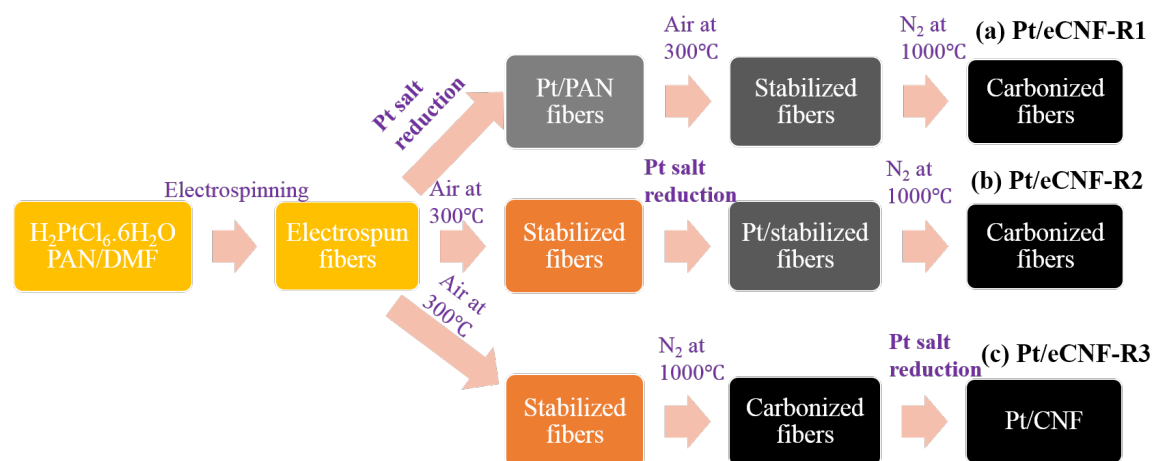 Air at
300℃
N₂ at
1000℃
(a) Pt/eCNF-R1
Pt salt
reduction
Pt/PAN
fibers
Stabilized
fibers
Carbonized
fibers
Electrospinning
Air at
300℃
Pt salt
reduction
N₂ at
1000℃
(b) Pt/eCNF-R2
H₂PtCl₆.6H₂O
PAN/DMF
Electrospun
fibers
Stabilized
fibers
Pt/stabilized
fibers
Carbonized
fibers
Air at
300℃
N₂ at
1000℃
Pt salt
reduction
(c) Pt/eCNF-R3
Stabilized
fibers
Carbonized
fibers
Pt/CNF